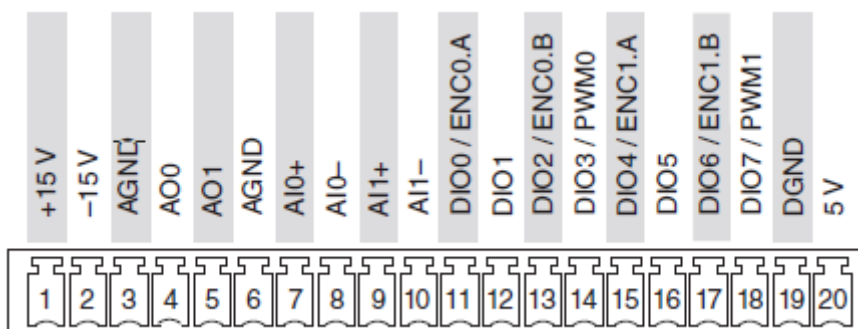 +15 V
–15 V
AGND
AO0
AO1
AGND
AI0+
AI0–
AI1+
AI1–
DIO0 / ENC0.A
DIO1
DIO2 / ENC0.B
DIO3 / PWM0
DIO4 / ENC1.A
DIO5
DIO6 / ENC1.B
DIO7 / PWM1
DGND
5 V
1 2 3 4 5 6 7 8 9 10 11 12 13 14 15 16 17 18 19 20